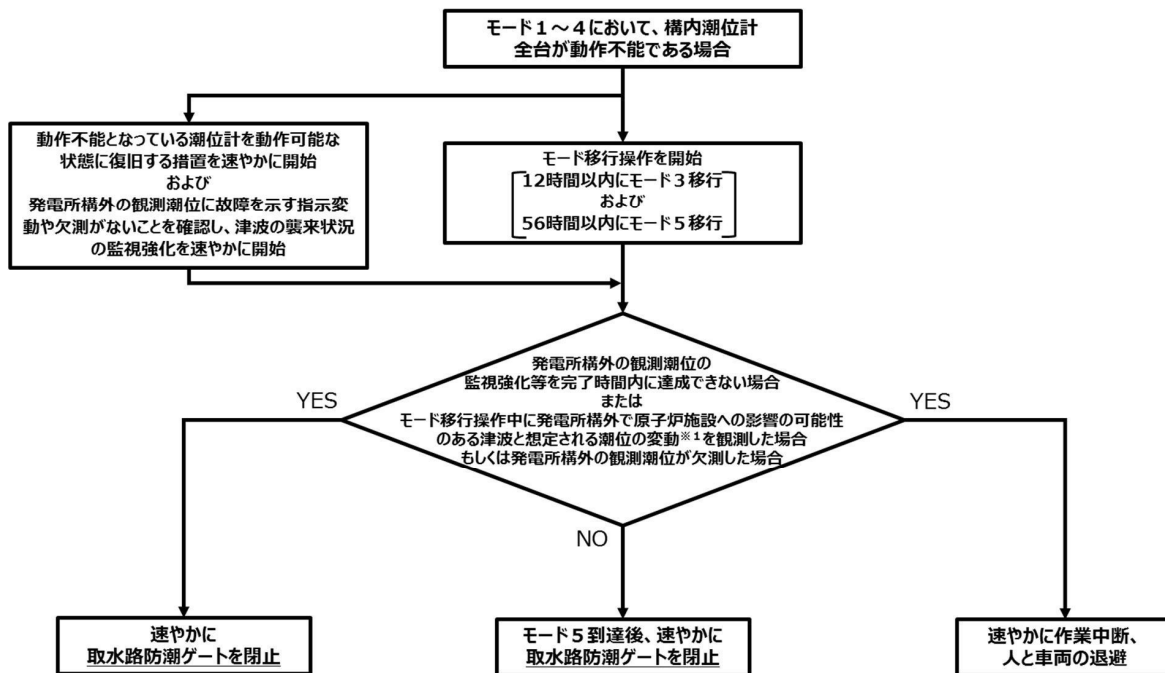 モード1～4において、構内潮位計
全台が動作不能である場合
動作不能となっている潮位計を動作可能な
状態に復旧する措置を速やかに開始
および
発電所構外の観測潮位に故障を示す指示変
動や欠測がないことを確認し、津波の襲来状況
の監視強化を速やかに開始
モード移行操作を開始
12時間以内にモード3移行
および
56時間以内にモード5移行
発電所構外の観測潮位の
監視強化等を完了時間内に達成できない場合
または
モード移行操作中に発電所構外で原子炉施設への影響の可能性
のある津波と想定される潮位の変動※1を観測した場合
もしくは発電所構外の観測潮位が欠測した場合
YES
YES
NO
速やかに
取水路防潮ゲートを閉止
モード5到達後、速やかに
取水路防潮ゲートを閉止
速やかに作業中断、
人と車両の退避